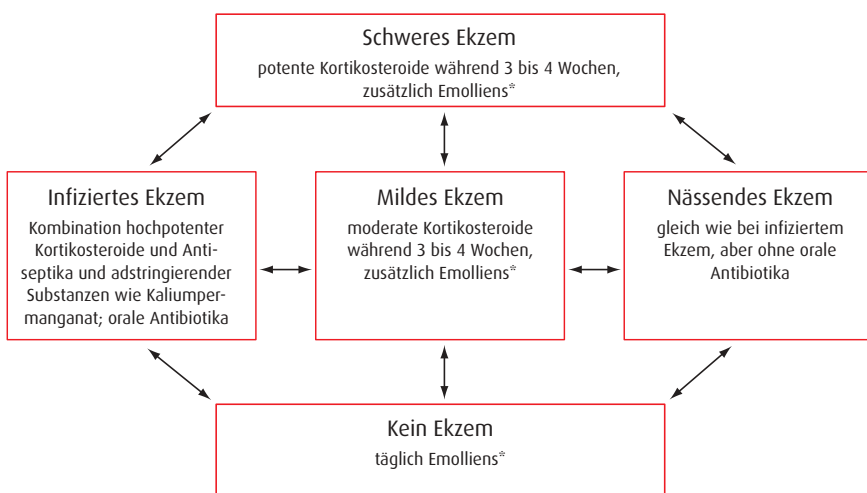 Schweres Ekzem
potente Kortikosteroide während 3 bis 4 Wochen,
zusätzlich Emolliens*
Infiziertes Ekzem
Kombination hochpotenter
Kortikosteroide und Anti-
septika und adstringierender
Substanzen wie Kaliumper-
manganat; orale Antibiotika
Mildes Ekzem
moderate Kortikosteroide
während 3 bis 4 Wochen,
zusätzlich Emolliens*
Nässendes Ekzem
gleich wie bei infiziertem
Ekzem, aber ohne orale
Antibiotika
Kein Ekzem
täglich Emolliens*